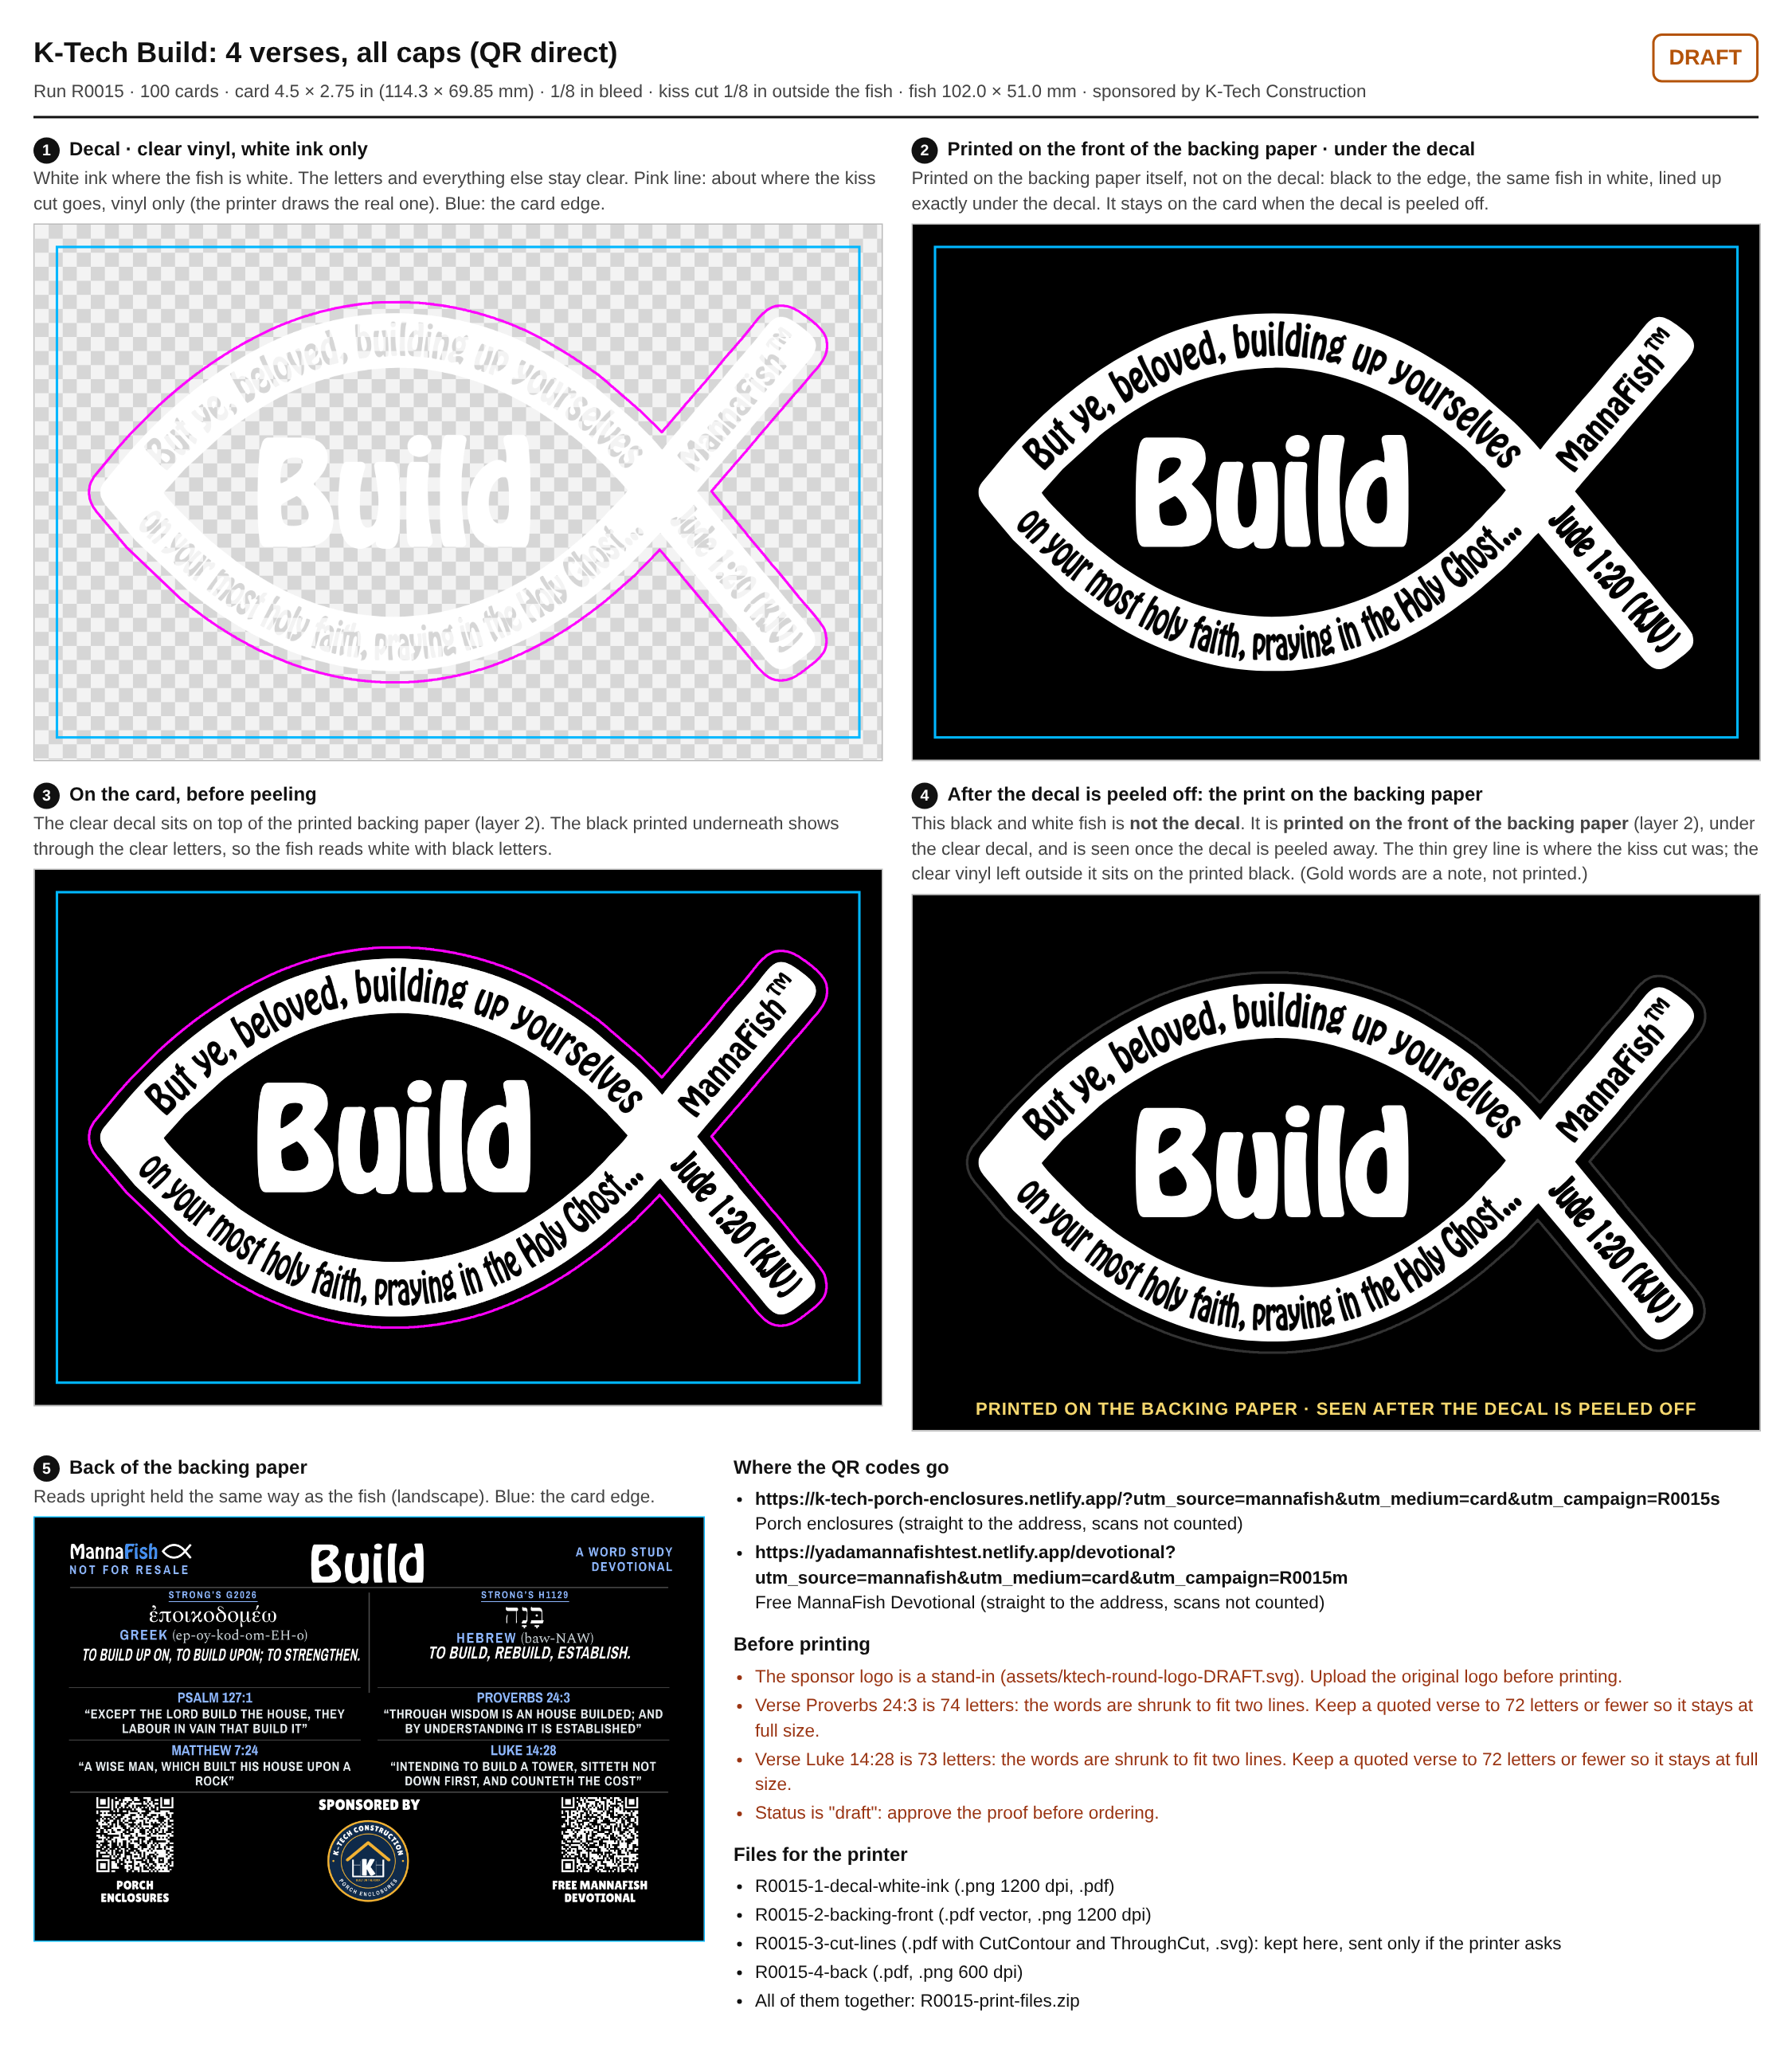 K-Tech Build: 4 verses, all caps (QR direct)
DRAFT
Run R0015 · 100 cards · card 4.5 × 2.75 in (114.3 × 69.85 mm) · 1/8 in bleed · kiss cut 1/8 in outside the fish · fish 102.0 × 51.0 mm · sponsored by K-Tech Construction
1 Decal · clear vinyl, white ink only
White ink where the fish is white. The letters and everything else stay clear. Pink line: about where the kiss
cut goes, vinyl only (the printer draws the real one). Blue: the card edge.
But ye, beloved, building up yourselves
MannaFish™
Build
on your most holy faith, praying in the Holy Ghost...
Jude 1:20 (KJV)
2 Printed on the front of the backing paper · under the decal
Printed on the backing paper itself, not on the decal: black to the edge, the same fish in white, lined up
exactly under the decal. It stays on the card when the decal is peeled off.
But ye, beloved, building up yourselves
MannaFish™
Build
on your most holy faith, praying in the Holy Ghost...
Jude 1:20 (KJV)
3 On the card, before peeling
The clear decal sits on top of the printed backing paper (layer 2). The black printed underneath shows
through the clear letters, so the fish reads white with black letters.
But ye, beloved, building up yourselves
MannaFish™
Build
on your most holy faith, praying in the Holy Ghost...
Jude 1:20 (KJV)
4 After the decal is peeled off: the print on the backing paper
This black and white fish is not the decal. It is printed on the front of the backing paper (layer 2), under
the clear decal, and is seen once the decal is peeled away. The thin grey line is where the kiss cut was; the
clear vinyl left outside it sits on the printed black. (Gold words are a note, not printed.)
But ye, beloved, building up yourselves
MannaFish™
Build
on your most holy faith, praying in the Holy Ghost...
Jude 1:20 (KJV)
PRINTED ON THE BACKING PAPER · SEEN AFTER THE DECAL IS PEELED OFF
5 Back of the backing paper
Reads upright held the same way as the fish (landscape). Blue: the card edge.
MannaFish
NOT FOR RESALE
Build
A WORD STUDY
DEVOTIONAL
STRONG'S G2026
ἐποικοδομέω
GREEK (ep-oy-kod-om-EH-o)
TO BUILD UP ON, TO BUILD UPON; TO STRENGTHEN.
STRONG'S H1129
בָּנָה
HEBREW (baw-NAW)
TO BUILD, REBUILD, ESTABLISH.
PSALM 127:1
“EXCEPT THE LORD BUILD THE HOUSE, THEY
LABOUR IN VAIN THAT BUILD IT”
PROVERBS 24:3
“THROUGH WISDOM IS AN HOUSE BUILDED; AND
BY UNDERSTANDING IT IS ESTABLISHED”
MATTHEW 7:24
“A WISE MAN, WHICH BUILT HIS HOUSE UPON A
ROCK”
LUKE 14:28
“INTENDING TO BUILD A TOWER, SITTETH NOT
DOWN FIRST, AND COUNTETH THE COST”
PORCH
ENCLOSURES
SPONSORED BY
K-TECH CONSTRUCTION
K
PORCH ENCLOSURES
FREE MANNAFISH
DEVOTIONAL
Where the QR codes go
• https://k-tech-porch-enclosures.netlify.app/?utm_source=mannafish&utm_medium=card&utm_campaign=R0015s
Porch enclosures (straight to the address, scans not counted)
• https://yadamannafishtest.netlify.app/devotional?
utm_source=mannafish&utm_medium=card&utm_campaign=R0015m
Free MannaFish Devotional (straight to the address, scans not counted)
Before printing
• The sponsor logo is a stand-in (assets/ktech-round-logo-DRAFT.svg). Upload the original logo before printing.
• Verse Proverbs 24:3 is 74 letters: the words are shrunk to fit two lines. Keep a quoted verse to 72 letters or fewer so it stays at
full size.
• Verse Luke 14:28 is 73 letters: the words are shrunk to fit two lines. Keep a quoted verse to 72 letters or fewer so it stays at full
size.
• Status is "draft": approve the proof before ordering.
Files for the printer
• R0015-1-decal-white-ink (.png 1200 dpi, .pdf)
• R0015-2-backing-front (.pdf vector, .png 1200 dpi)
• R0015-3-cut-lines (.pdf with CutContour and ThroughCut, .svg): kept here, sent only if the printer asks
• R0015-4-back (.pdf, .png 600 dpi)
• All of them together: R0015-print-files.zip